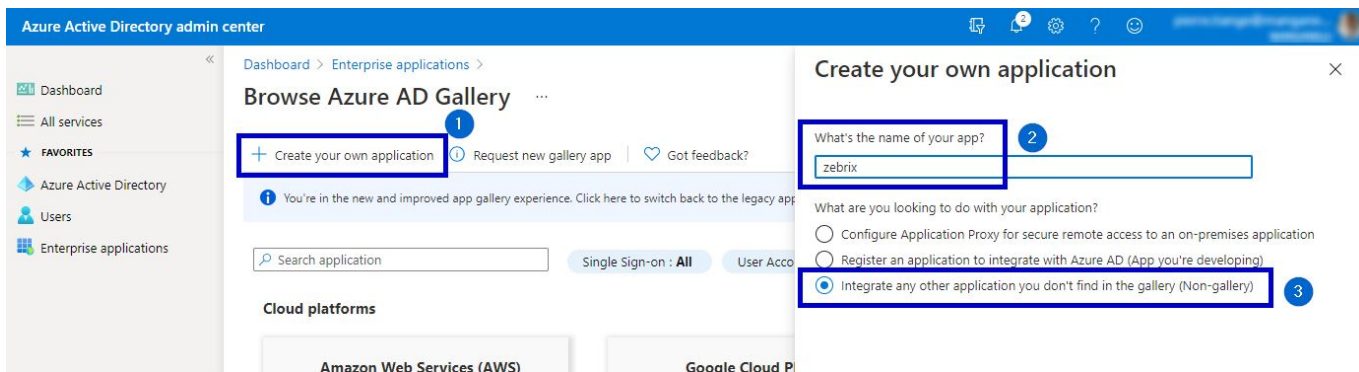 Azure Active Directory admin center
2
«
Dashboard
All services
FAVORITES
Azure Active Directory
Users
Enterprise applications
Dashboard > Enterprise applications >
Browse Azure AD Gallery ...
1
+ Create your own application
Request new gallery app
Got feedback?
You're in the new and improved app gallery experience. Click here to switch back to the legacy app
Search application
Single Sign-on : All
User Acco
Cloud platforms
Amazon Web Services (AWS)
Google Cloud Pl
Create your own application
What's the name of your app?
2
zebrix
What are you looking to do with your application?
Configure Application Proxy for secure remote access to an on-premises application
Register an application to integrate with Azure AD (App you're developing)
Integrate any other application you don't find in the gallery (Non-gallery)
3